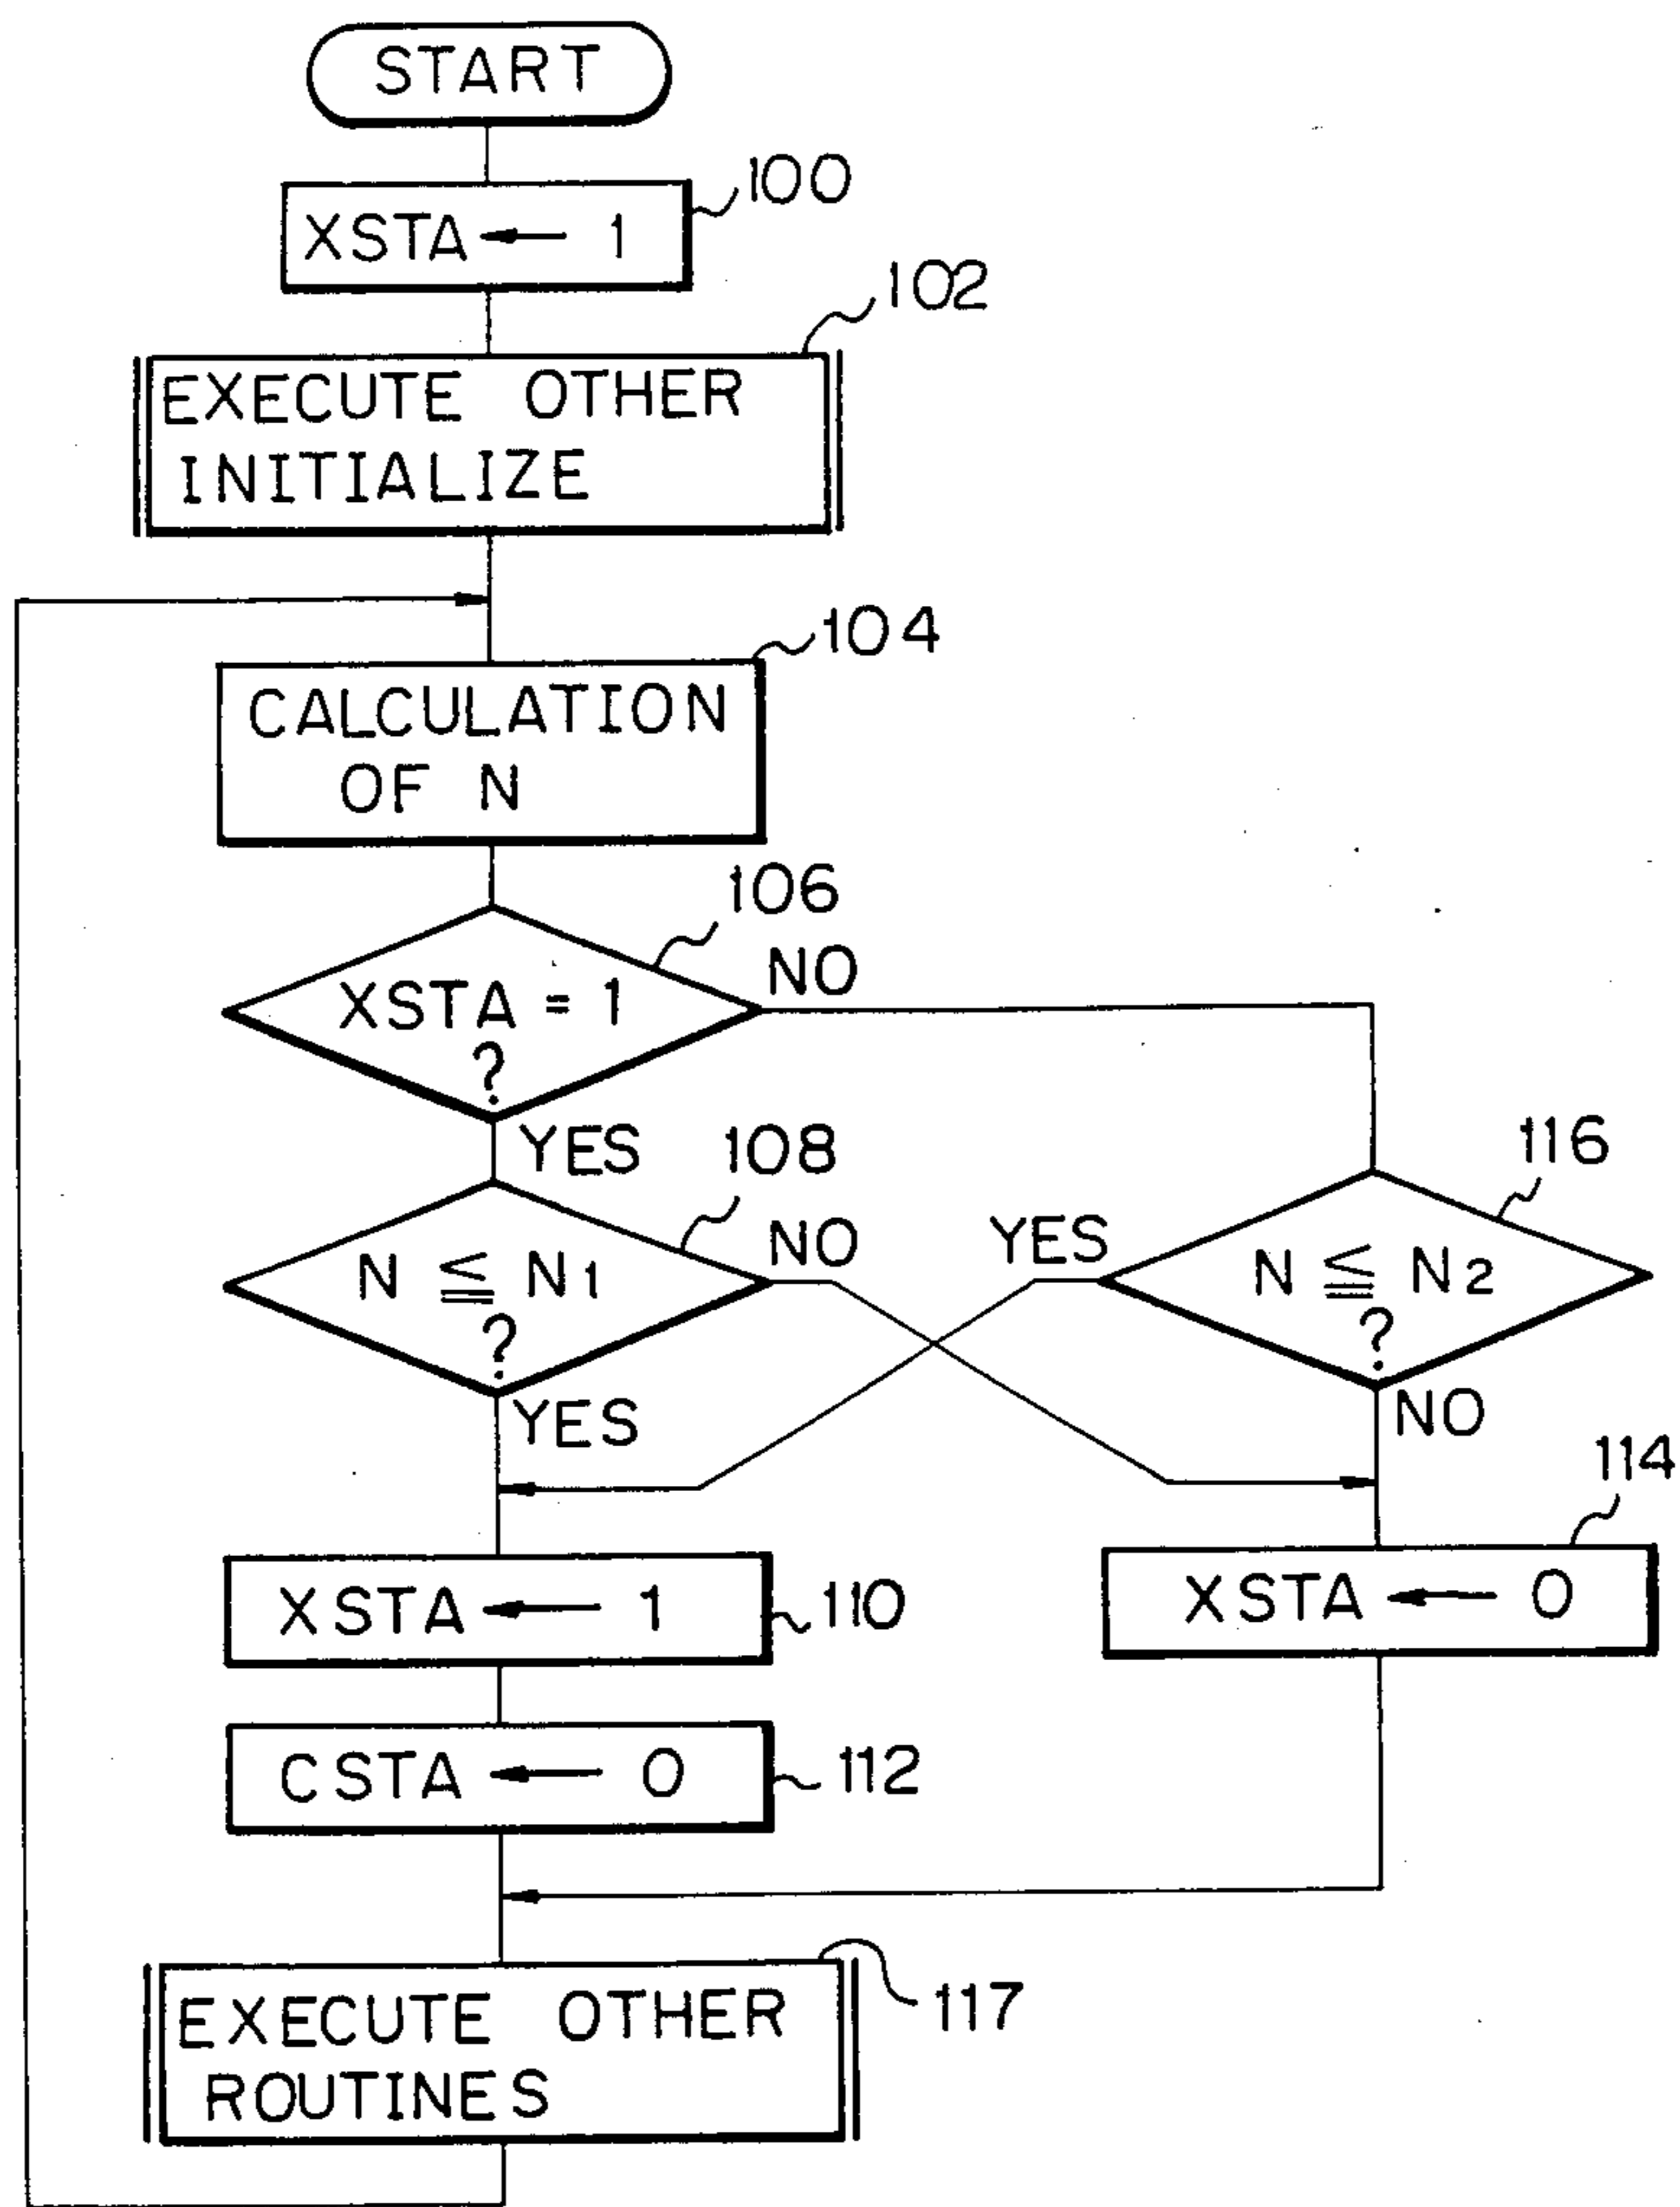 START
XSTA ← 1
100
102
EXECUTE OTHER
INITIALIZE
104
CALCULATION
OF N
106
XSTA = 1
?
NO
YES
108
116
N ≦ N1
?
NO
YES
N ≦ N2
?
YES
NO
114
XSTA ← 1
110
XSTA ← 0
CSTA ← 0
112
EXECUTE OTHER
ROUTINES
117